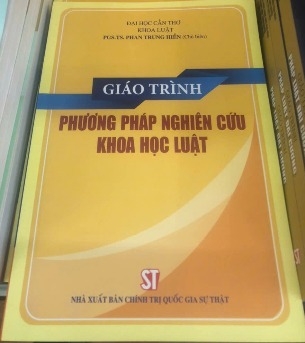 ĐẠI HỌC CẦN THƠ
KHOA LUẬT
PGS.TS. PHAN TRUNG HIỀN (Chủ biên)
GIÁO TRÌNH
PHƯƠNG PHÁP NGHIÊN CỨU
KHOA HỌC LUẬT
ST
NHÀ XUẤT BẢN CHÍNH TRỊ QUỐC GIA SỰ THẬT